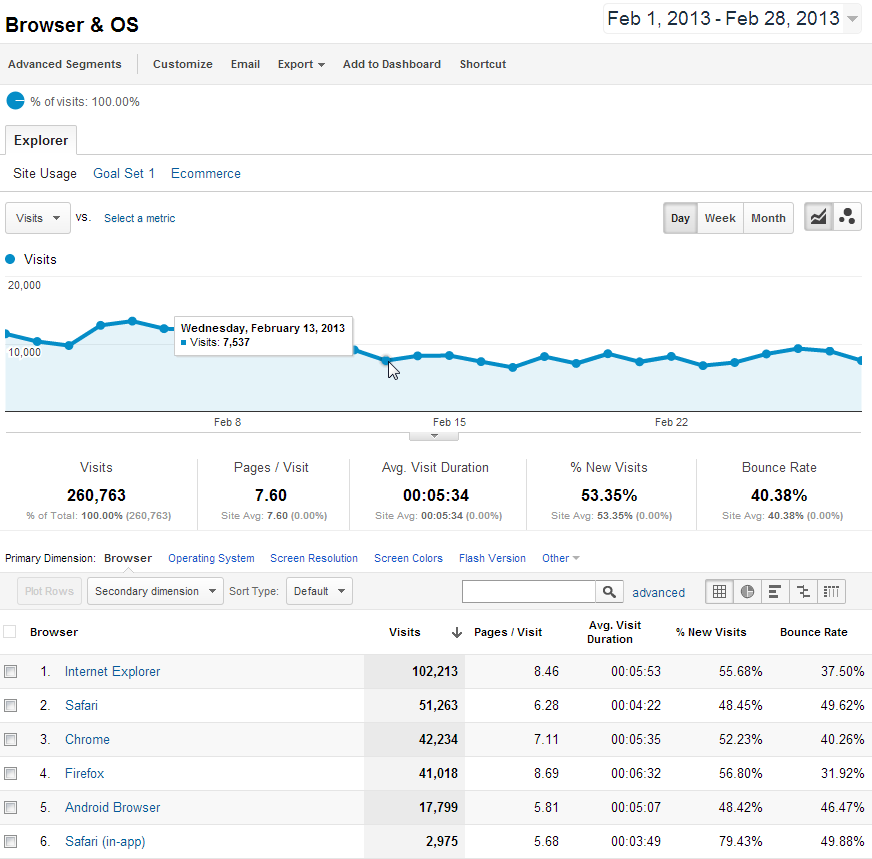 Browser & OS
Feb 1, 2013 - Feb 28, 2013
Advanced Segments Customize Email Export Add to Dashboard Shortcut
% of visits: 100.00%
Explorer
Site Usage Goal Set 1 Ecommerce
Visits VS. Select a metric Day Week Month
Visits
20,000
Wednesday, February 13, 2013
Visits: 7,537
10,000
Feb 8 Feb 15 Feb 22
Visits Pages / Visit Avg. Visit Duration % New Visits Bounce Rate
260,763 7.60 00:05:34 53.35% 40.38%
% of Total: 100.00% (260,763) Site Avg: 7.60 (0.00%) Site Avg: 00:05:34 (0.00%) Site Avg: 53.35% (0.00%) Site Avg: 40.38% (0.00%)
Primary Dimension: Browser Operating System Screen Resolution Screen Colors Flash Version Other
Plot Rows Secondary dimension Sort Type: Default advanced
Browser Visits Pages / Visit Avg. Visit Duration % New Visits Bounce Rate
1. Internet Explorer 102,213 8.46 00:05:53 55.68% 37.50%
2. Safari 51,263 6.28 00:04:22 48.45% 49.62%
3. Chrome 42,234 7.11 00:05:35 52.23% 40.26%
4. Firefox 41,018 8.69 00:06:32 56.80% 31.92%
5. Android Browser 17,799 5.81 00:05:07 48.42% 46.47%
6. Safari (in-app) 2,975 5.68 00:03:49 79.43% 49.88%